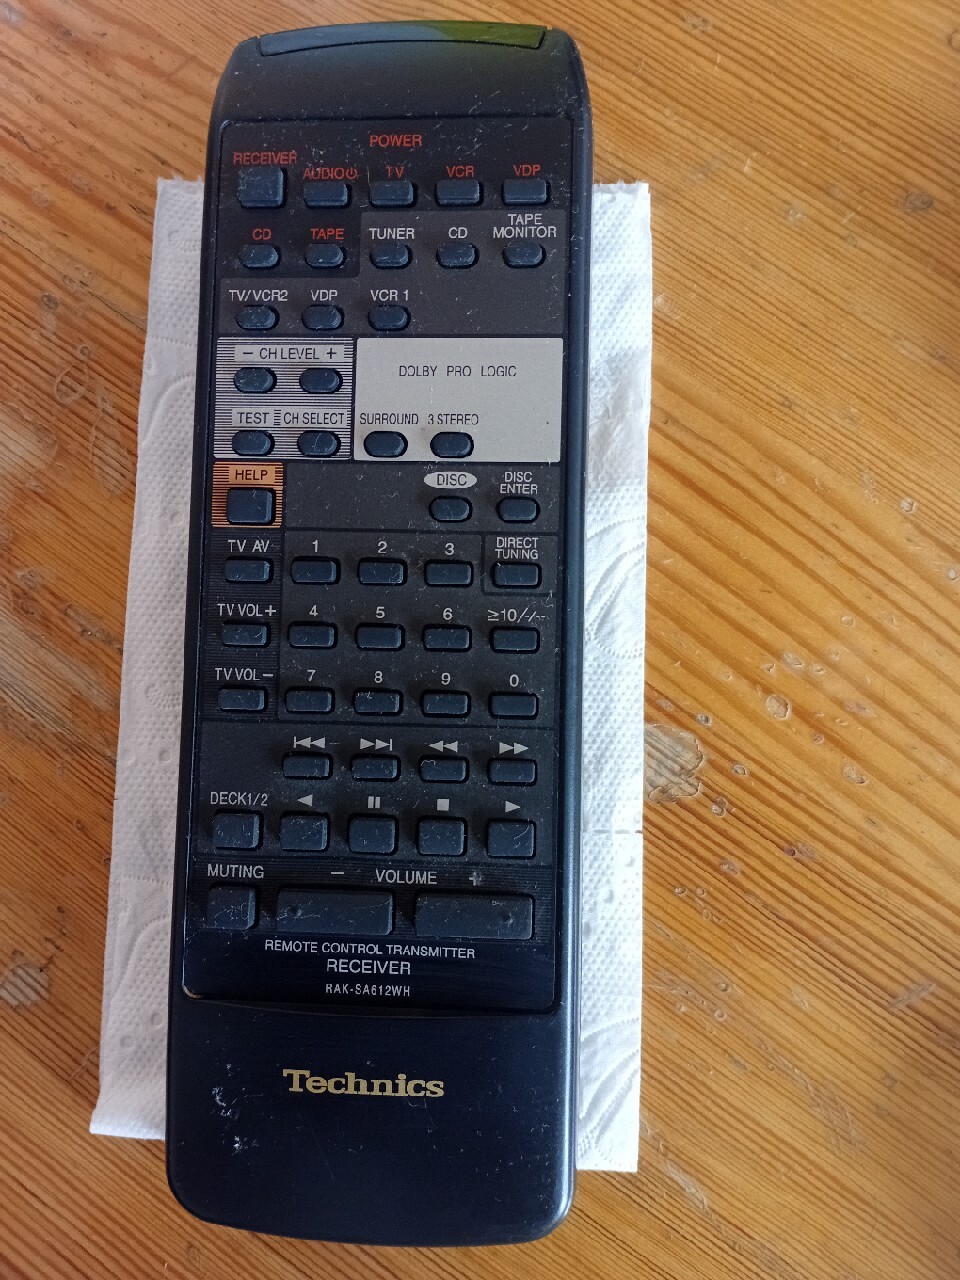 POWER
RECEIVER AUDIO⏻ TV VCR VDP
CD TAPE TUNER CD TAPE MONITOR
TV/VCR2 VDP VCR 1
− CH LEVEL +
DOLBY PRO LOGIC
TEST CH SELECT SURROUND 3 STEREO
HELP DISC DISC ENTER
TV AV 1 2 3 DIRECT TUNING
TV VOL+ 4 5 6 ≥10/-/--
TV VOL− 7 8 9 0
DECK1/2
MUTING − VOLUME +
REMOTE CONTROL TRANSMITTER
RECEIVER
RAK-SA612WH
Technics